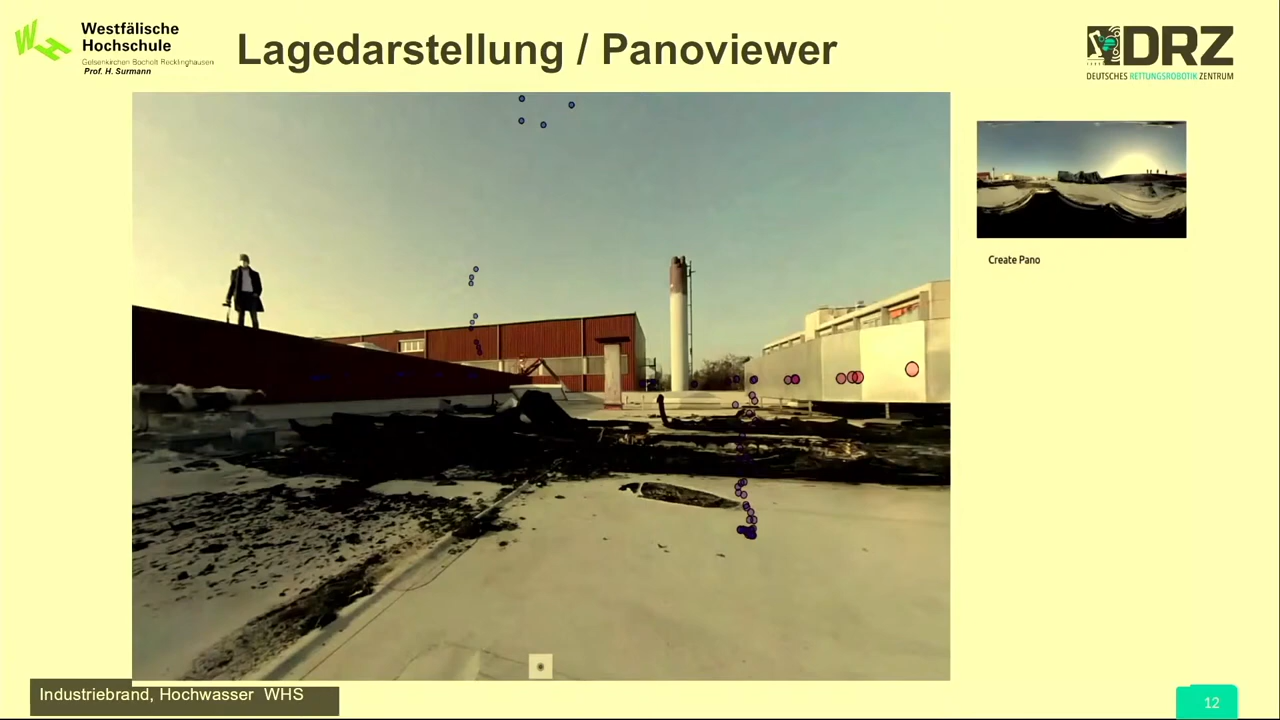 Westfälische
Hochschule
Gelsenkirchen Bocholt Recklinghausen
Prof. H. Surmann
Lagedarstellung / Panoviewer
DRZ
DEUTSCHES RETTUNGSROBOTIK ZENTRUM
Create Pano
Industriebrand, Hochwasser WHS
12